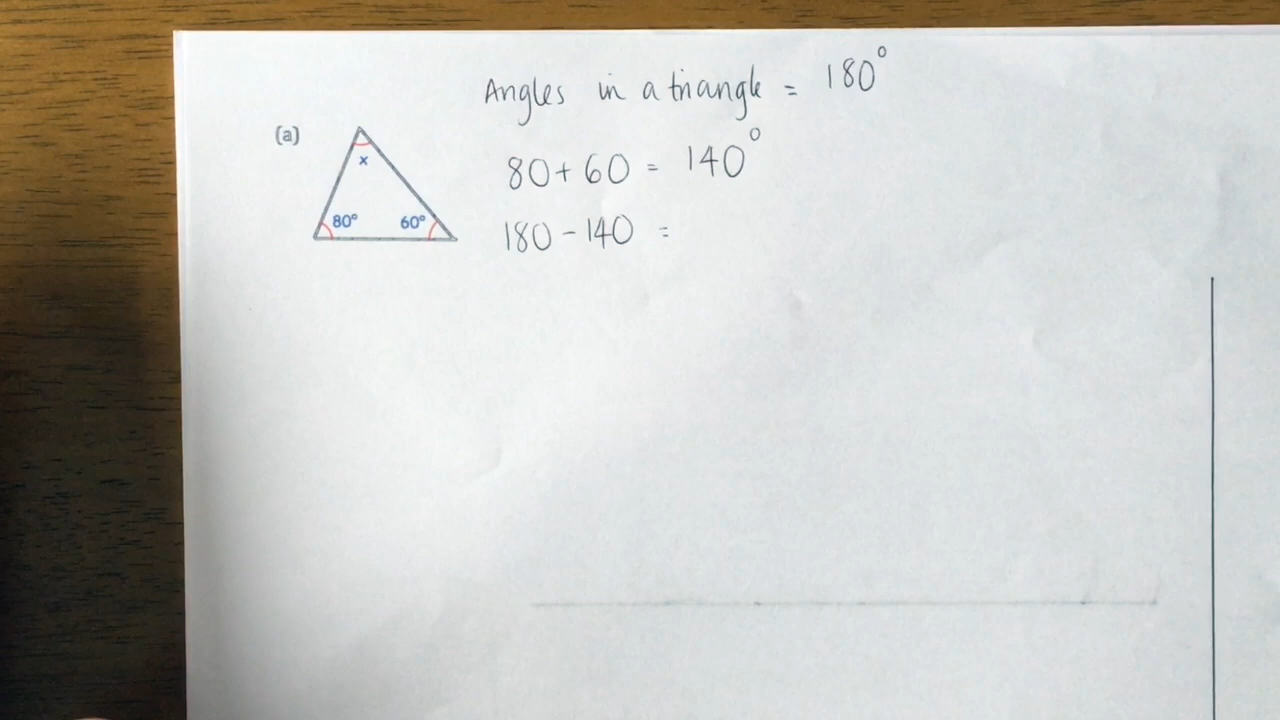 Angles in a triangle = 180°
(a)
x
80+60 = 140°
80° 60°
180-140 =